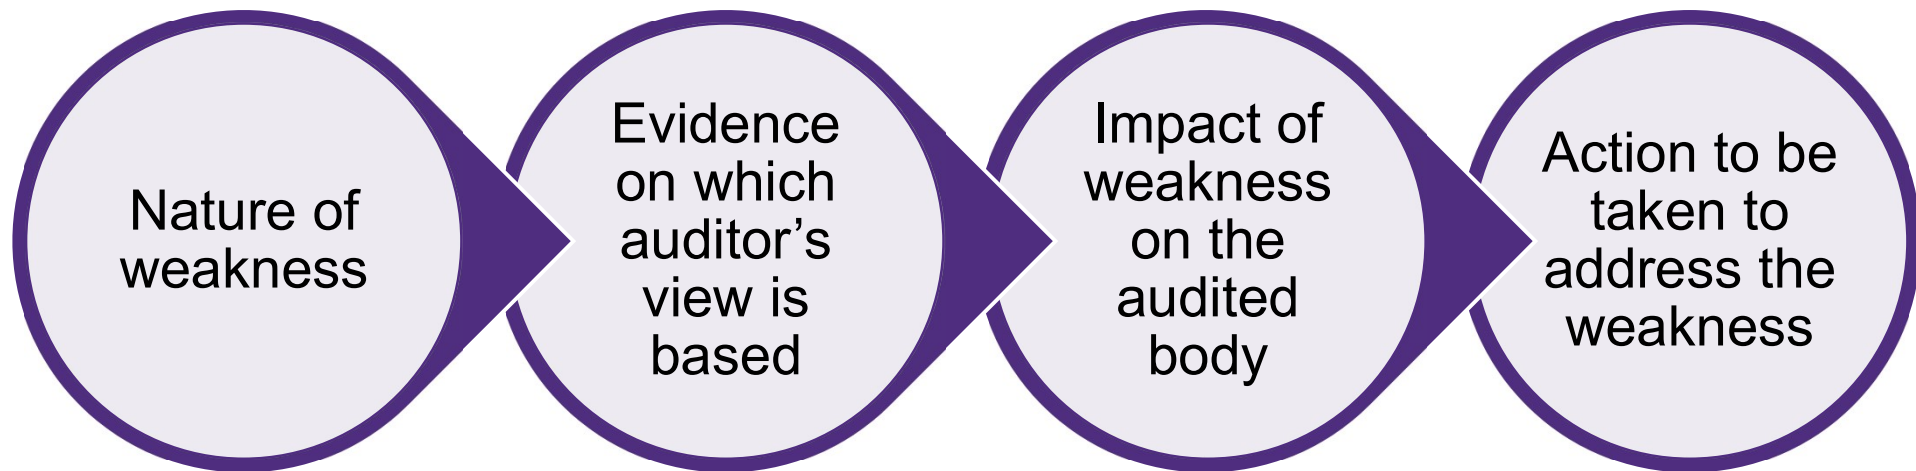 Nature of
weakness
Evidence
on which
auditor’s
view is
based
Impact of
weakness
on the
audited
body
Action to be
taken to
address the
weakness